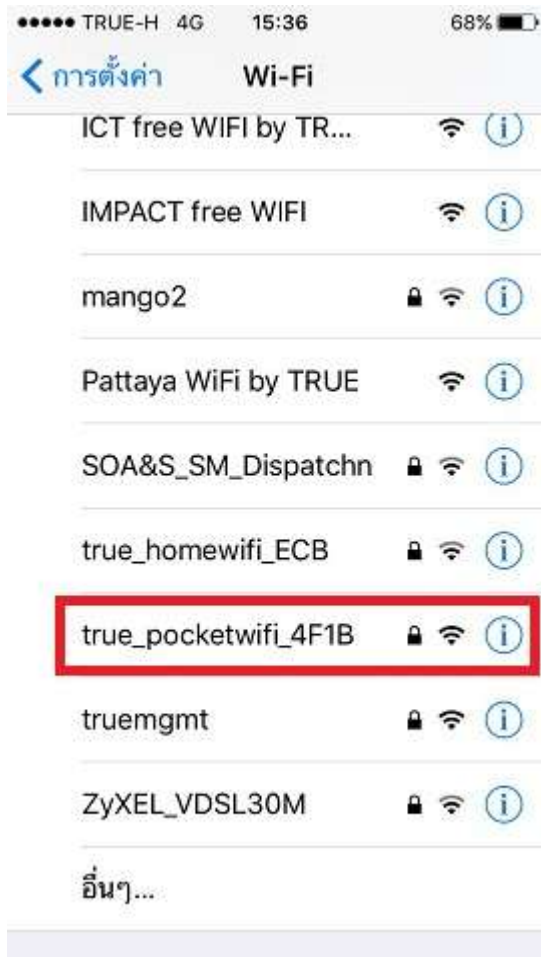 TRUE-H 4G 15:36 68%
การตั้งค่า Wi-Fi
ICT free WIFI by TR...
IMPACT free WIFI
mango2
Pattaya WiFi by TRUE
SOA&S_SM_Dispatchn
true_homewifi_ECB
true_pocketwifi_4F1B
truemgmt
ZyXEL_VDSL30M
อื่นๆ...